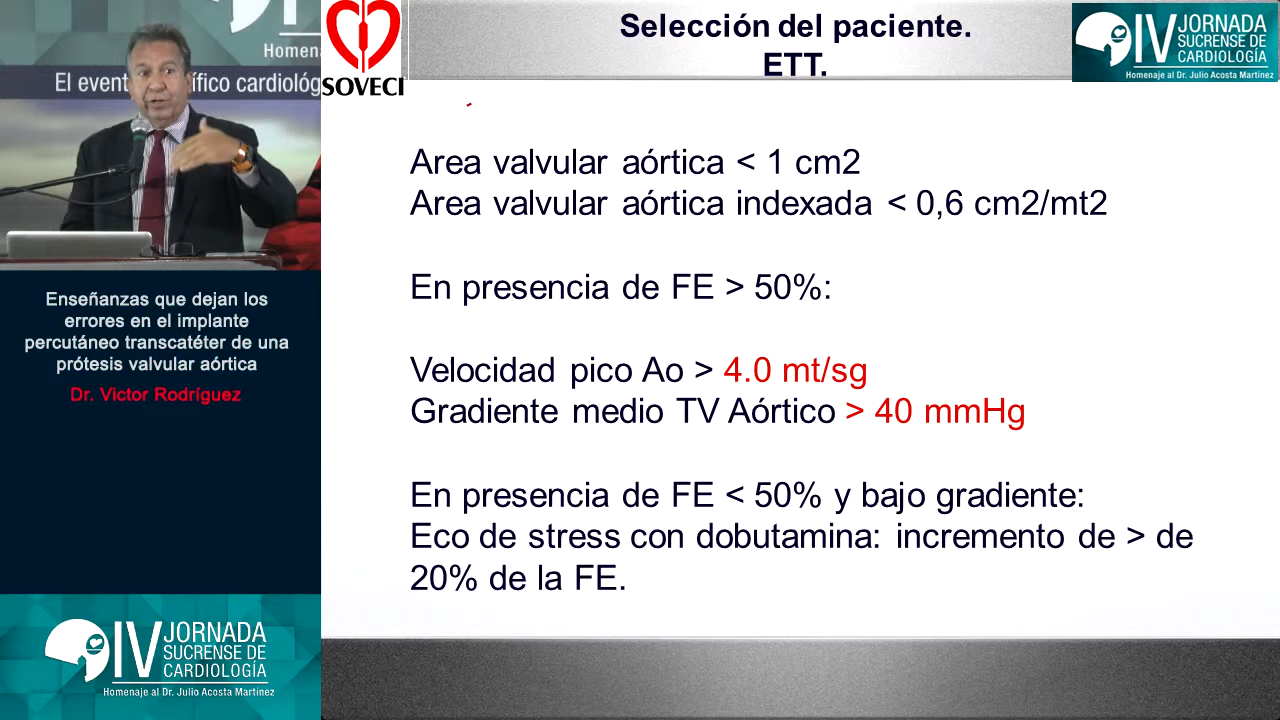 Homen
El even ífico cardiológ
SOVECI
Selección del paciente.
ETT.
IV JORNADA
SUCRENSE DE
CARDIOLOGÍA
Homenaje al Dr. Julio Acosta Martínez
Area valvular aórtica < 1 cm2
Area valvular aórtica indexada < 0,6 cm2/mt2
En presencia de FE > 50%:
Velocidad pico Ao > 4.0 mt/sg
Gradiente medio TV Aórtico > 40 mmHg
En presencia de FE < 50% y bajo gradiente:
Eco de stress con dobutamina: incremento de > de
20% de la FE.
Enseñanzas que dejan los
errores en el implante
percutáneo transcatéter de una
prótesis valvular aórtica
Dr. Victor Rodríguez
IV JORNADA
SUCRENSE DE
CARDIOLOGÍA
Homenaje al Dr. Julio Acosta Martínez